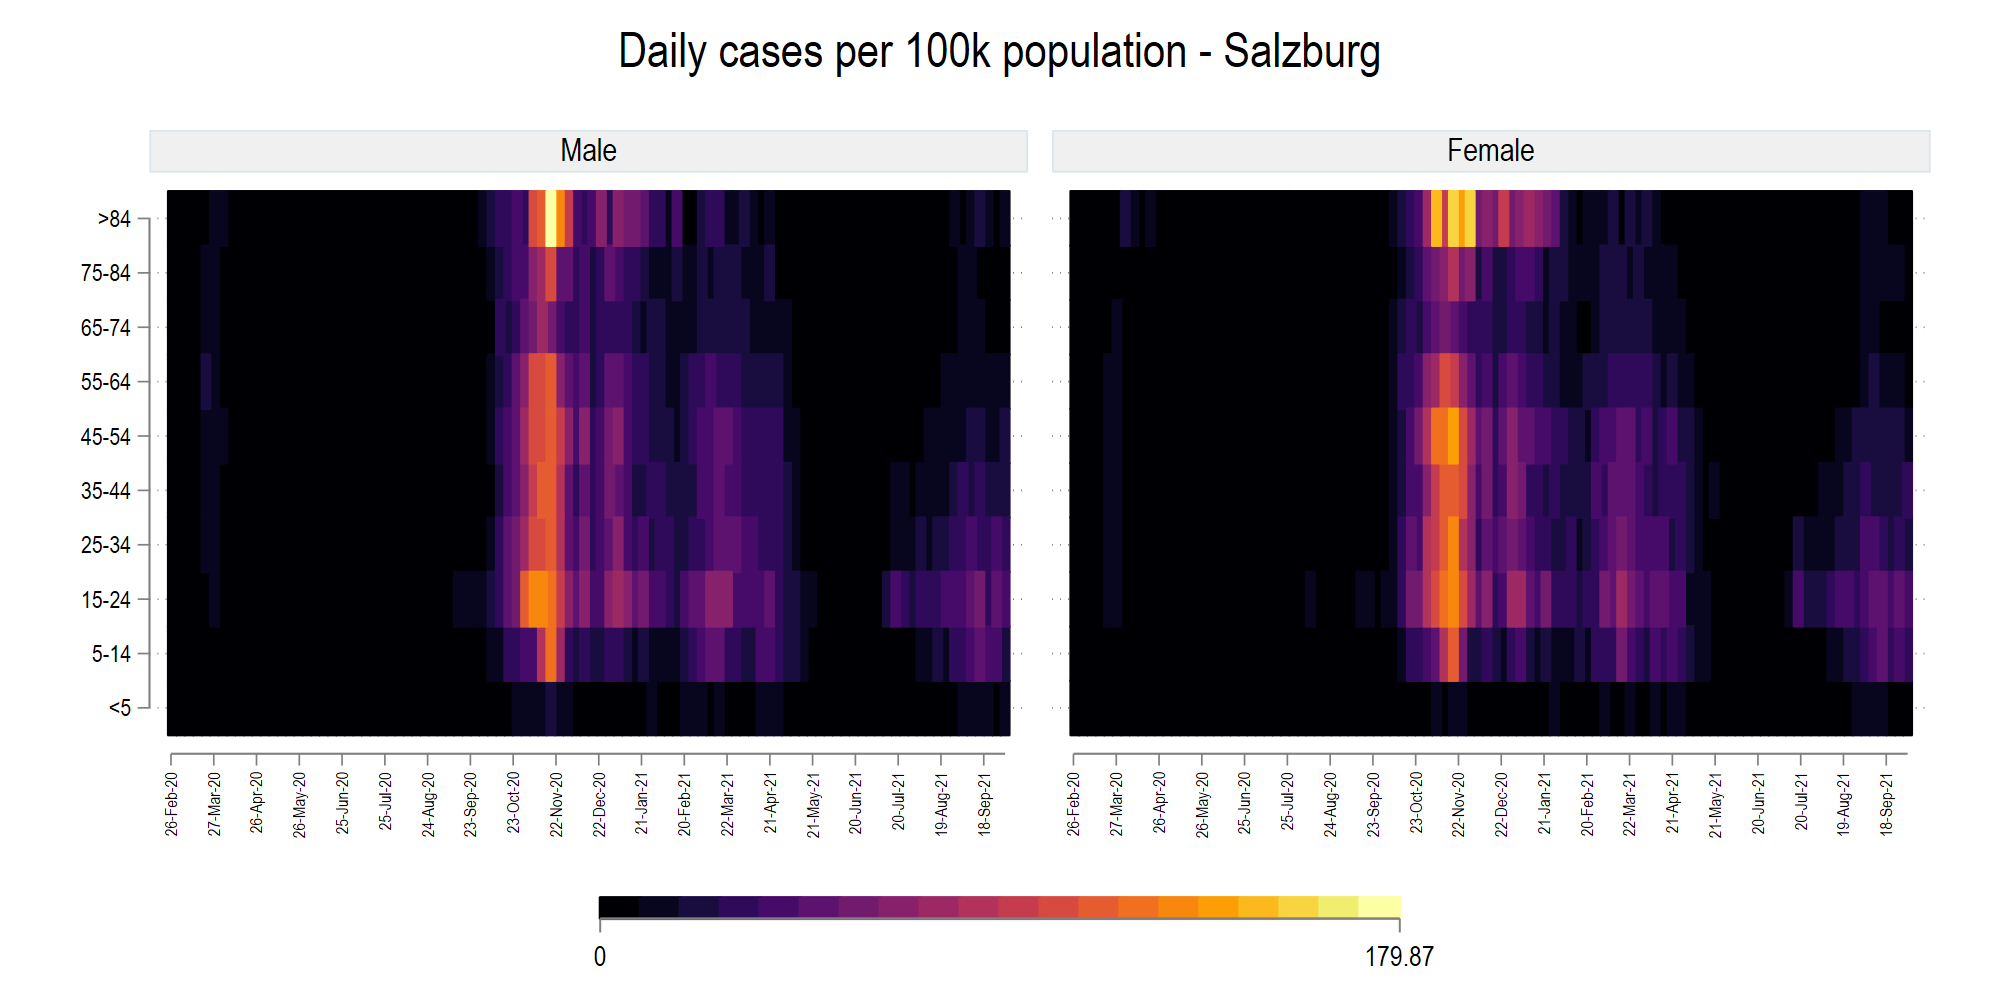 Daily cases per 100k population - Salzburg
Male
Female
>84
75-84
65-74
55-64
45-54
35-44
25-34
15-24
5-14
<5
26-Feb-20 27-Mar-20 26-Apr-20 26-May-20 25-Jun-20 25-Jul-20 24-Aug-20 23-Sep-20 23-Oct-20 22-Nov-20 22-Dec-20 21-Jan-21 20-Feb-21 22-Mar-21 21-Apr-21 21-May-21 20-Jun-21 20-Jul-21 19-Aug-21 18-Sep-21
26-Feb-20 27-Mar-20 26-Apr-20 26-May-20 25-Jun-20 25-Jul-20 24-Aug-20 23-Sep-20 23-Oct-20 22-Nov-20 22-Dec-20 21-Jan-21 20-Feb-21 22-Mar-21 21-Apr-21 21-May-21 20-Jun-21 20-Jul-21 19-Aug-21 18-Sep-21
0
179.87